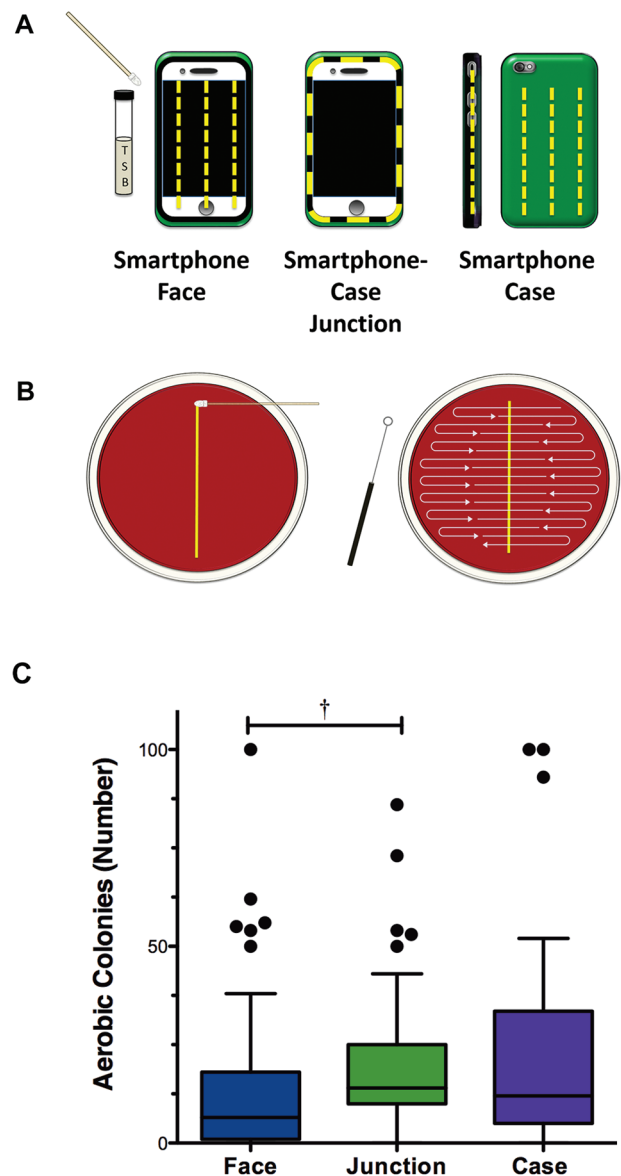 A
T
S
B
Smartphone
Face
Smartphone-
Case
Junction
Smartphone
Case
B
C
†
Aerobic Colonies (Number)
100
50
0
Face
Junction
Case